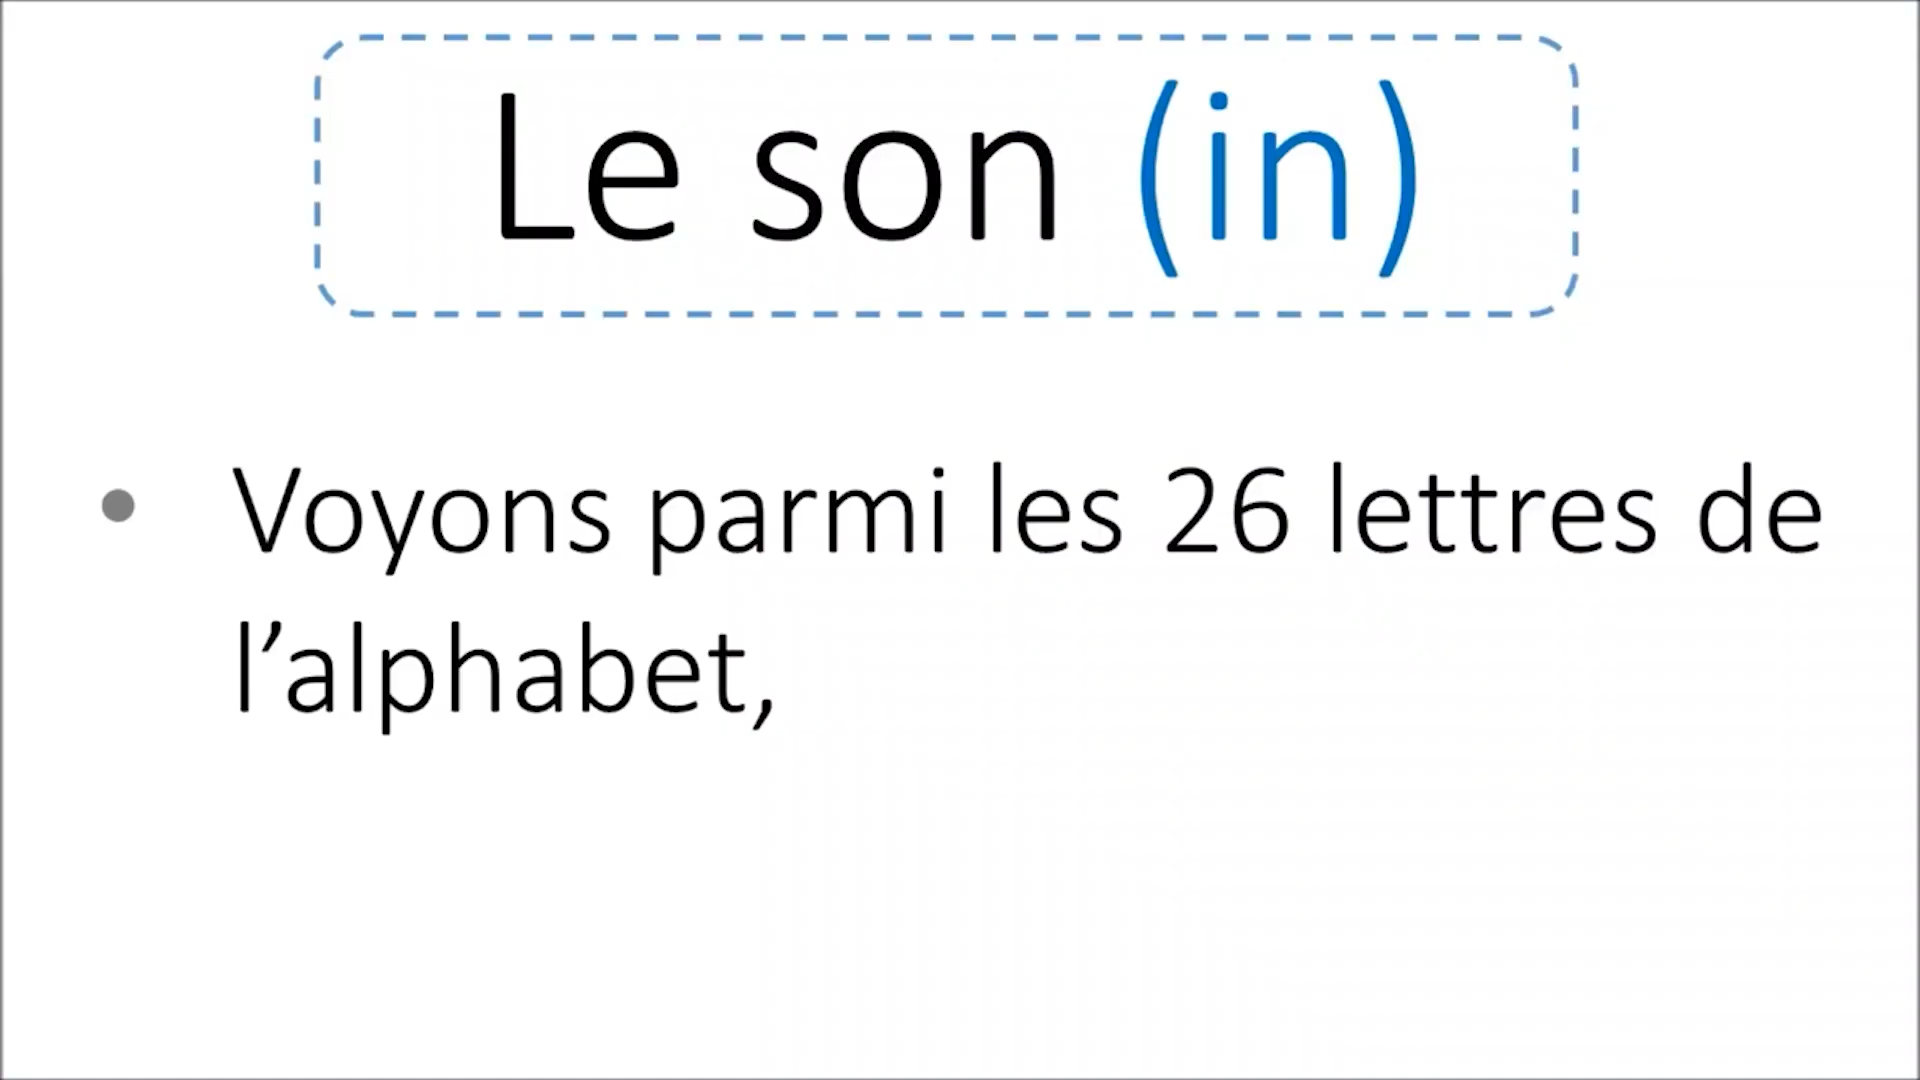 Le son (in)
• Voyons parmi les 26 lettres de
l’alphabet,